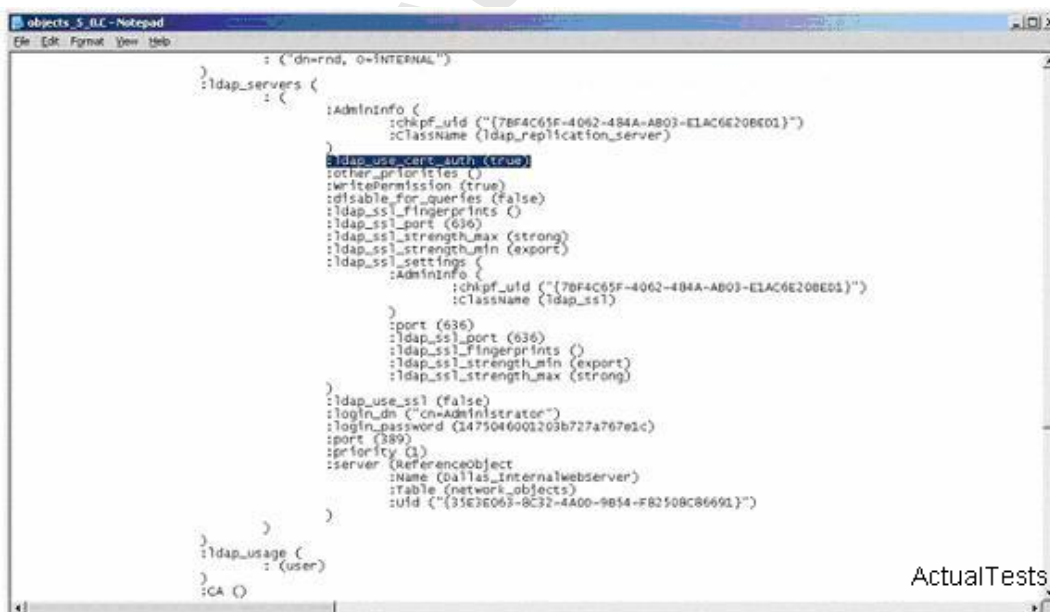 objects_5_0.C - Notepad
File Edit Format View Help
: ("dn=rnd, O=INTERNAL")
)
:ldap_servers (
: (
:AdminInfo (
:chkpf_uid ("{7BF4C65F-4062-484A-AB03-E1AC6E20BE01}")
:ClassName (ldap_replication_server)
)
:ldap_use_cert_auth (true)
:other_priorities ()
:WritePermission (true)
:disable_for_queries (false)
:ldap_ssl_fingerprints ()
:ldap_ssl_port (636)
:ldap_ssl_strength_max (strong)
:ldap_ssl_strength_min (export)
:ldap_ssl_settings (
:AdminInfo (
:chkpf_uid ("{7BF4C65F-4062-484A-AB03-E1AC6E20BE01}")
:ClassName (ldap_ssl)
)
:port (636)
:ldap_ssl_port (636)
:ldap_ssl_fingerprints ()
:ldap_ssl_strength_min (export)
:ldap_ssl_strength_max (strong)
)
:ldap_use_ssl (false)
:login_dn ("cn=Administrator")
:login_password (1475046001203b727a767e1c)
:port (389)
:priority (1)
:server (ReferenceObject
:Name (Dallas_InternalWebServer)
:Table (network_objects)
:Uid ("{35E3E063-8C32-4A00-9B54-F82508C86691}")
)
)
)
:ldap_usage (
: (user)
)
:CA ()
ActualTests